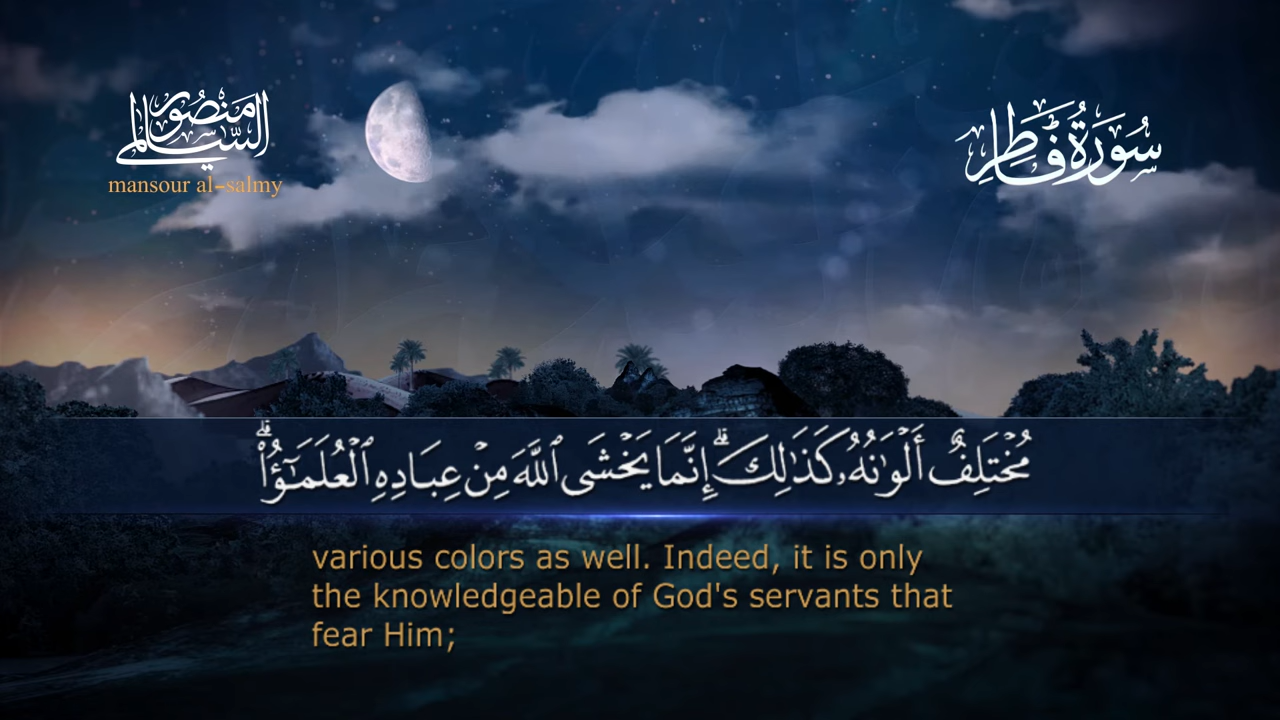 منصور السالمي
mansour al-salmy
سُورَةُ فَاطِرٍ
مُخْتَلِفٌ أَلْوَٰنُهُۥ كَذَٰلِكَ ۗ إِنَّمَا يَخْشَى ٱللَّهَ مِنْ عِبَادِهِ ٱلْعُلَمَـٰٓؤُا۟ ۗ
various colors as well. Indeed, it is only
the knowledgeable of God's servants that
fear Him;